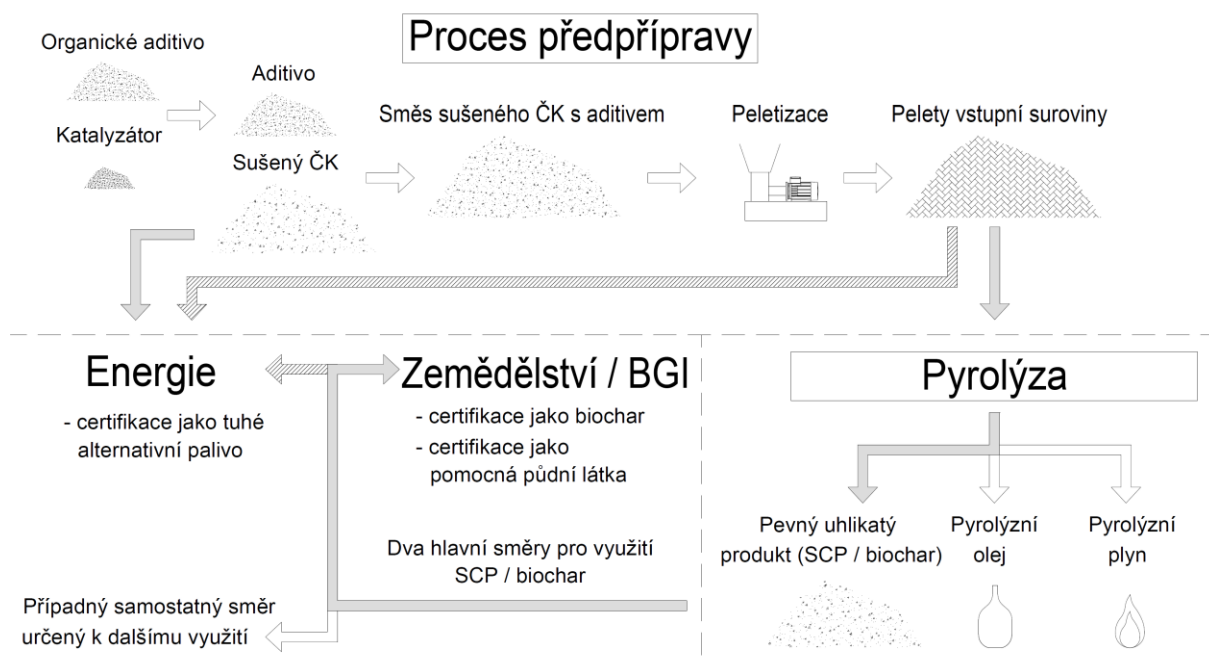 Proces předpřípravy
Organické aditivo
Katalyzátor
Aditivo
Sušený ČK
Směs sušeného ČK s aditivem
Peletizace
Pelety vstupní suroviny
Energie
- certifikace jako tuhé
alternativní palivo
Zemědělství / BGI
- certifikace jako biochar
- certifikace jako
pomocná půdní látka
Dva hlavní směry pro využití
SCP / biochar
Případný samostatný směr
určený k dalšímu využití
Pyrolýza
Pevný uhlikatý
produkt (SCP / biochar)
Pyrolýzní
olej
Pyrolýzní
plyn